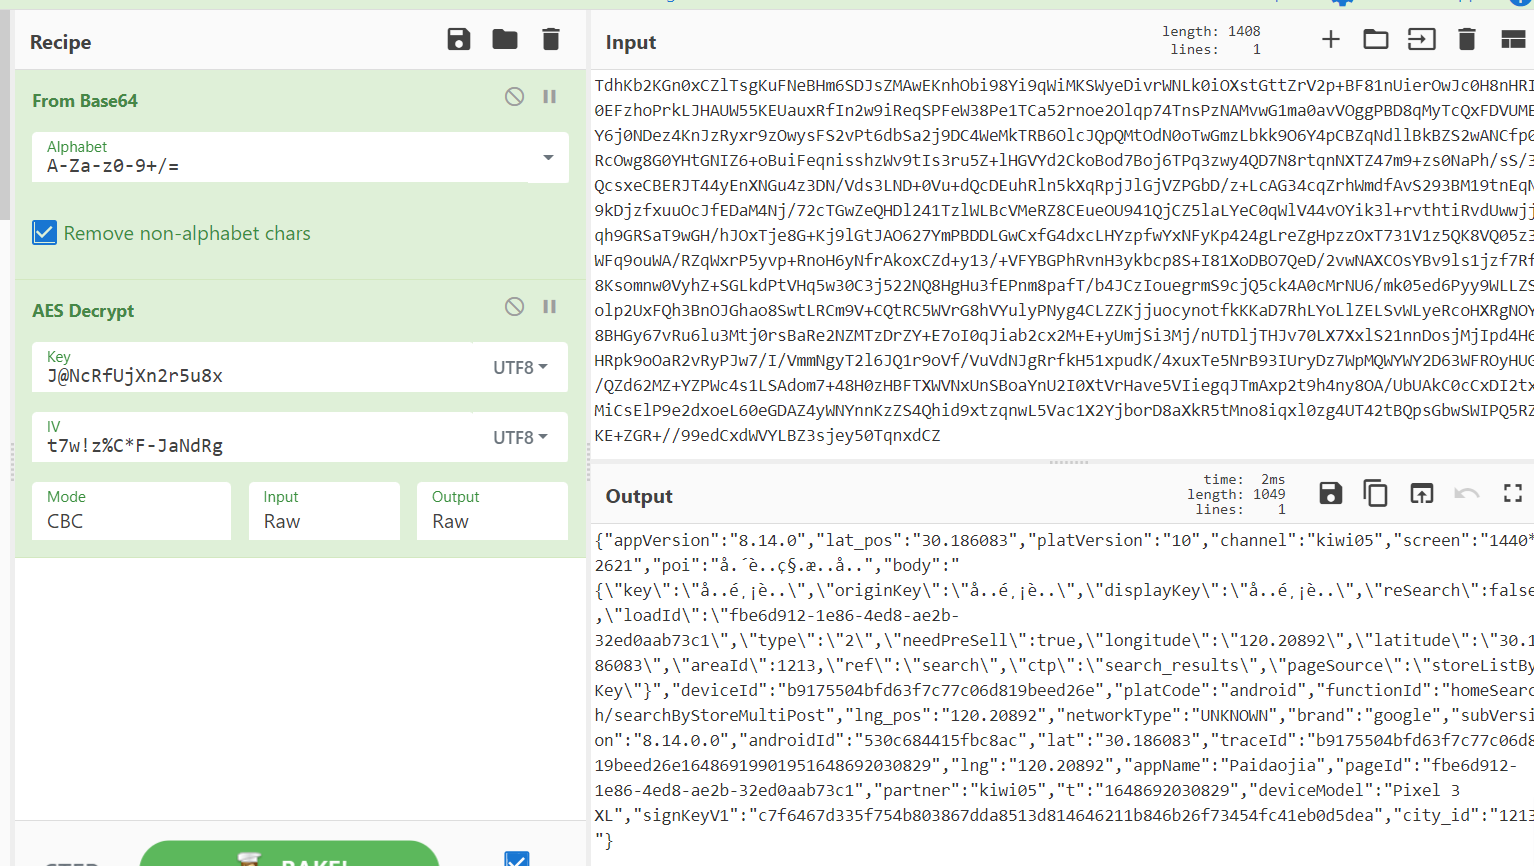 Recipe
From Base64
Alphabet
A-Za-z0-9+/=
Remove non-alphabet chars
AES Decrypt
Key
J@NcRfUjXn2r5u8x
UTF8
IV
t7w!z%C*F-JaNdRg
UTF8
Mode
CBC
Input
Raw
Output
Raw
BAKE!
Input
length: 1408
lines: 1
TdhKb2KGn0xCZlTsgKuFNeBHm6SDJsZMAwEKnhObi98Yi9qWiMKSWyeDivrWNLk0iOXstGttZrV2p+BF81nUierOwJc0H8nHRI
0EFzhoPrkLJHAUW55KEUauxRfIn2w9iReqSPFeW38Pe1TCa52rnoe2Olqp74TnsPzNAMvwG1ma0avVOggPBD8qMyTcQxFDVUME
Y6j0NDez4KnJzRyxr9zOwysFS2vPt6dbSa2j9DC4WeMkTRB6OlcJQpQMtOdN0oTwGmzLbkk9O6Y4pCBZqNdllBkBZS2wANCfp0
RcOwg8G0YHtGNIZ6+oBuiFeqnisshzWv9tIs3ru5Z+lHGVYd2CkoBod7Boj6TPq3zwy4QD7N8rtqnNXTZ47m9+zs0NaPh/sS/3
QcsxeCBERJT44yEnXNGu4z3DN/Vds3LND+0Vu+dQcDEuhRln5kXqRpjJlGjVZPGbD/z+LcAG34cqZrhWmdfAvS293BM19tnEqN
9kDjzfxuuOcJfEDaM4Nj/72cTGwZeQHDl241TzlWLBcVMeRZ8CEueOU941QjCZ5laLYeC0qWlV44vOYik3l+rvthtiRvdUwwjj
qh9GRSaT9wGH/hJOxTje8G+Kj9lGtJAO627YmPBDDLGwCxfG4dxcLHYzpfwYxNFyKp424gLreZgHpzzOxT731V1z5QK8VQ05z3
WFq9ouWA/RZqWxrP5yvp+RnoH6yNfrAkoxCZd+y13/+VFYBGPhRvnH3ykbcp8S+I81XoDBO7QeD/2vwNAXCOsYBv9ls1jzf7Rf
8Ksomnw0VyhZ+SGLkdPtVHq5w30C3j522NQ8HgHu3fEPnm8pafT/b4JCzIouegrmS9cjQ5ck4A0cMrNU6/mk05ed6Pyy9WLLZS
olp2UxFQh3BnOJGhao8SwtLRCm9V+CQtRC5WVrG8hVYulyPNyg4CLZZKjjuocynotfkKKaD7RhLYoLlZELSvWLyeRcoHXRgNOY
8BHGy67vRu6lu3Mtj0rsBaRe2NZMTzDrZY+E7oI0qJiab2cx2M+E+yUmjSi3Mj/nUTDljTHJv70LX7XxlS21nnDosjMjIpd4H6
HRpk9oOaR2vRyPJw7/I/VmmNgyT2l6JQ1r9oVf/VuVdNJgRrfkH51xpudK/4xuxTe5NrB93IUryDz7WpMQWYWY2D63WFROyHUG
/QZd62MZ+YZPWc4s1LSAdom7+48H0zHBFTXWVNxUnSBoaYnU2I0XtVrHave5VIiegqJTmAxp2t9h4ny8OA/UbUAkC0cCxDI2tx
MiCsElP9e2dxoeL60eGDAZ4yWNYnnKzZS4Qhid9xtzqnwL5Vac1X2YjborD8aXkR5tMno8iqxl0zg4UT42tBQpsGbwSWIPQ5RZ
KE+ZGR+//99edCxdWVYLBZ3sjey50TqnxdCZ
Output
time: 2ms
length: 1049
lines: 1
{"appVersion":"8.14.0","lat_pos":"30.186083","platVersion":"10","channel":"kiwi05","screen":"1440*
2621","poi":"å.´è..ç§.æ..å..","body":"
{\"key\":\"å..é¸¡è..\",\"originKey\":\"å..é¸¡è..\",\"displayKey\":\"å..é¸¡è..\",\"reSearch\":false
,\"loadId\":\"fbe6d912-1e86-4ed8-ae2b-
32ed0aab73c1\",\"type\":\"2\",\"needPreSell\":true,\"longitude\":\"120.20892\",\"latitude\":\"30.1
86083\",\"areaId\":1213,\"ref\":\"search\",\"ctp\":\"search_results\",\"pageSource\":\"storeListBy
Key\"}","deviceId":"b9175504bfd63f7c77c06d819beed26e","platCode":"android","functionId":"homeSearc
h/searchByStoreMultiPost","lng_pos":"120.20892","networkType":"UNKNOWN","brand":"google","subVersi
on":"8.14.0.0","androidId":"530c684415fbc8ac","lat":"30.186083","traceId":"b9175504bfd63f7c77c06d8
19beed26e1648691990195​1648692030829","lng":"120.20892","appName":"Paidaojia","pageId":"fbe6d912-
1e86-4ed8-ae2b-32ed0aab73c1","partner":"kiwi05","t":"1648692030829","deviceModel":"Pixel 3
XL","signKeyV1":"c7f6467d335f754b803867dda8513d814646211b846b26f73454fc41eb0d5dea","city_id":"1213
"}